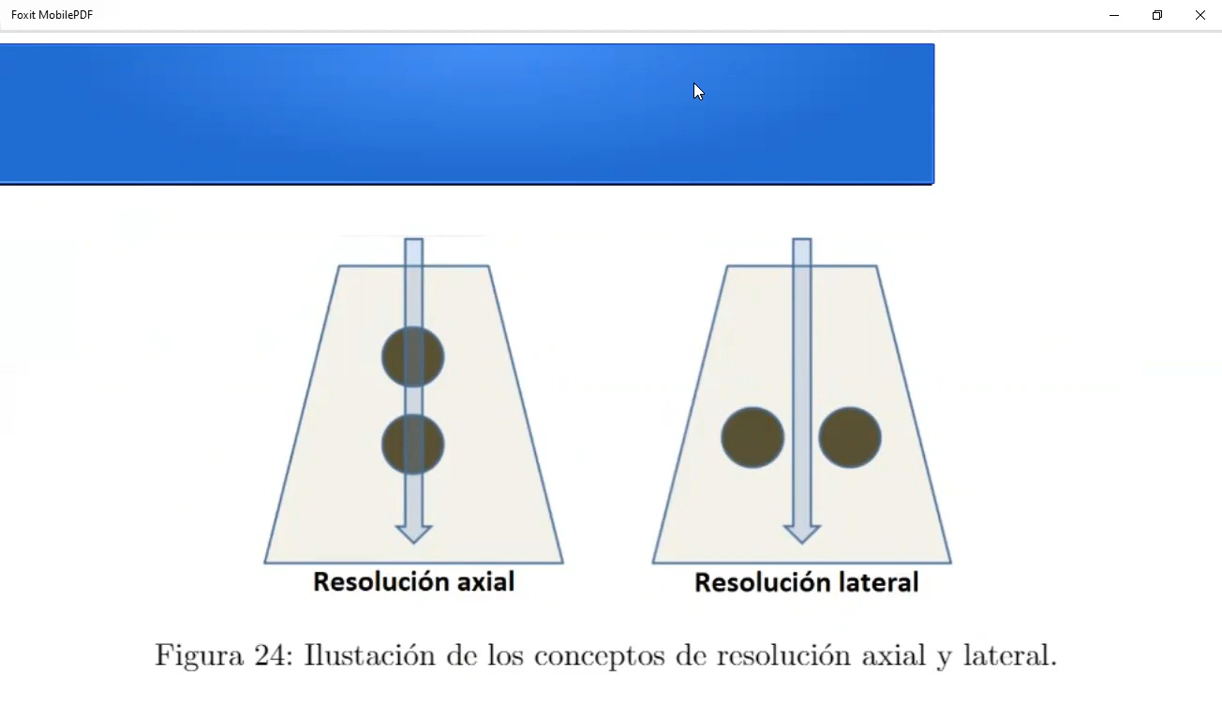 Foxit MobilePDF
Resolución axial
Resolución lateral
Figura 24: Ilustación de los conceptos de resolución axial y lateral.